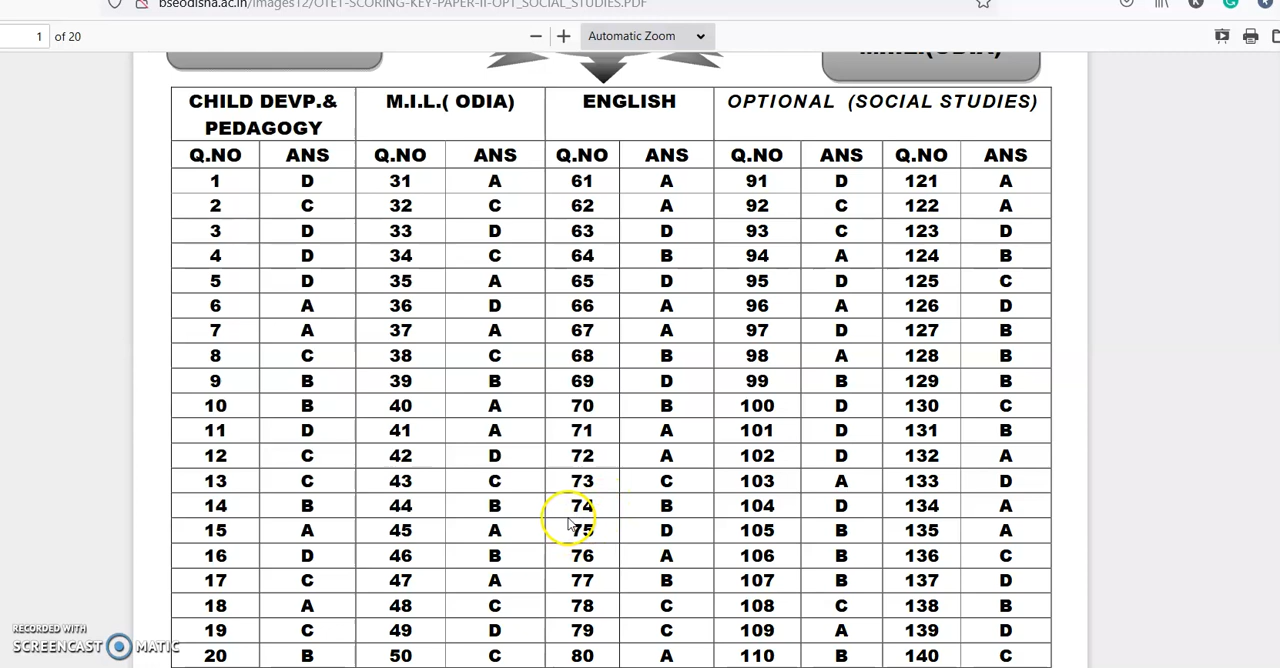 bseodisha.ac.in/images12/OTET-SCORING-KEY-PAPER-II-OPT_SOCIAL_STUDIES.PDF
1 of 20 Automatic Zoom
M.I.L.(ODIA)
CHILD DEVP.& M.I.L.( ODIA) ENGLISH OPTIONAL (SOCIAL STUDIES)
PEDAGOGY
Q.NO ANS Q.NO ANS Q.NO ANS Q.NO ANS Q.NO ANS
1 D 31 A 61 A 91 D 121 A
2 C 32 C 62 A 92 C 122 A
3 D 33 D 63 D 93 C 123 D
4 D 34 C 64 B 94 A 124 B
5 D 35 A 65 D 95 D 125 C
6 A 36 D 66 A 96 A 126 D
7 A 37 A 67 A 97 D 127 B
8 C 38 C 68 B 98 A 128 B
9 B 39 B 69 D 99 B 129 B
10 B 40 A 70 B 100 D 130 C
11 D 41 A 71 A 101 D 131 B
12 C 42 D 72 A 102 D 132 A
13 C 43 C 73 C 103 A 133 D
14 B 44 B 74 B 104 D 134 A
15 A 45 A 75 D 105 B 135 A
16 D 46 B 76 A 106 B 136 C
17 C 47 A 77 B 107 B 137 D
18 A 48 C 78 C 108 C 138 B
19 C 49 D 79 C 109 A 139 D
20 B 50 C 80 A 110 B 140 C
RECORDED WITH
SCREENCAST MATIC